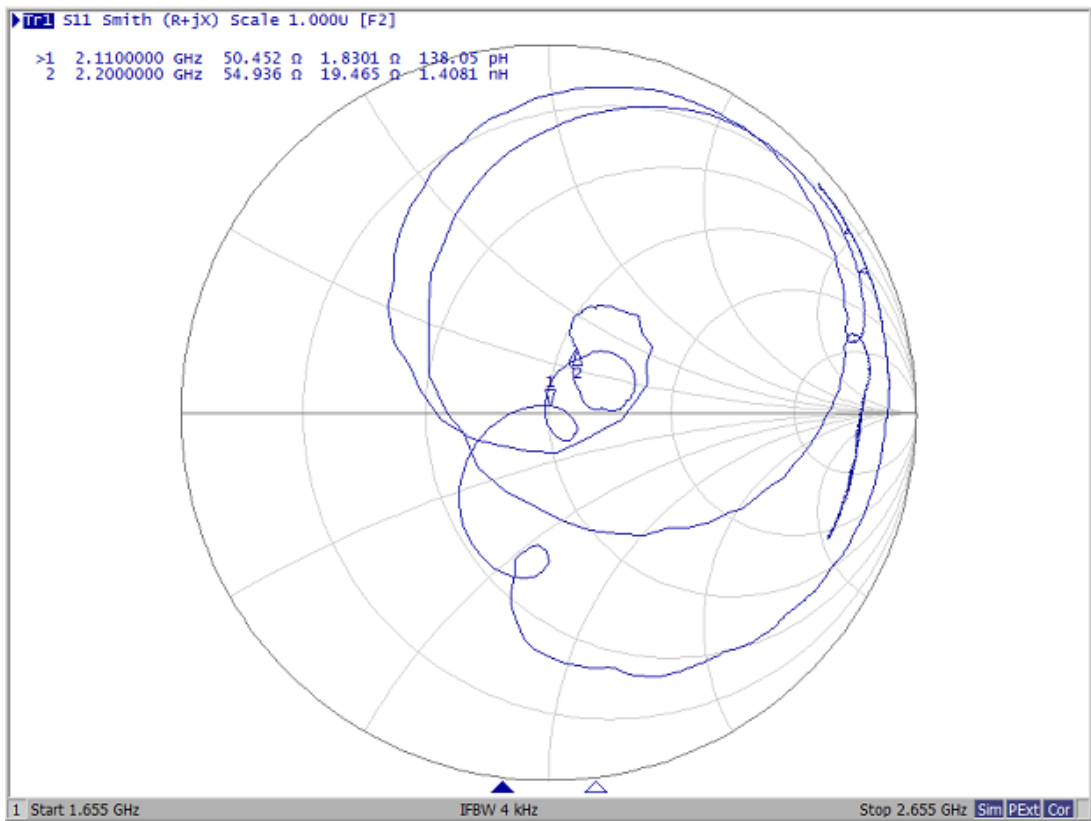 Tr1 S11 Smith (R+jX) Scale 1.000U [F2]
>1 2.1100000 GHz 50.452 Ω 1.8301 Ω 138.05 pH
2 2.2000000 GHz 54.936 Ω 19.465 Ω 1.4081 nH
1
2
1 Start 1.655 GHz IFBW 4 kHz Stop 2.655 GHz Sim PExt Cor